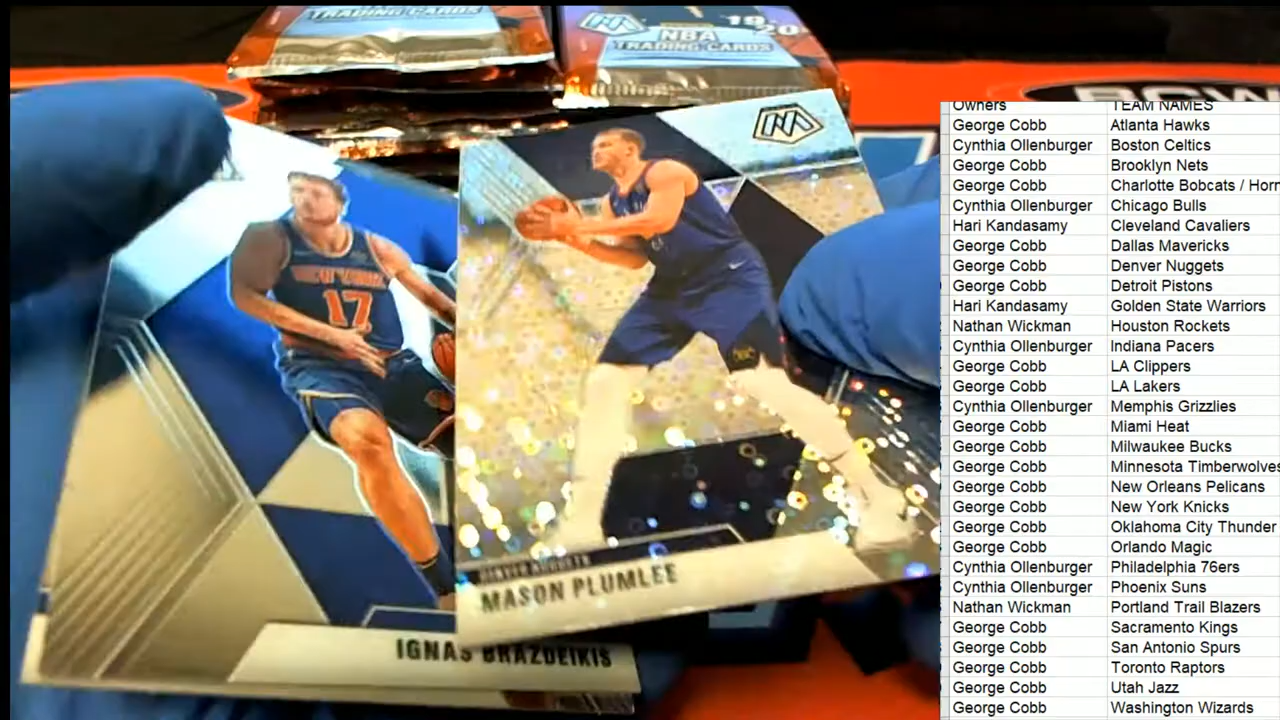 TRADING CARDS
19-20
NBA
TRADING CARDS
NEW YORK
17
DENVER NUGGETS
MASON PLUMLEE
IGNAS BRAZDEIKIS
Owners TEAM NAMES
George Cobb Atlanta Hawks
Cynthia Ollenburger Boston Celtics
George Cobb Brooklyn Nets
George Cobb Charlotte Bobcats / Horn
Cynthia Ollenburger Chicago Bulls
Hari Kandasamy Cleveland Cavaliers
George Cobb Dallas Mavericks
George Cobb Denver Nuggets
George Cobb Detroit Pistons
Hari Kandasamy Golden State Warriors
Nathan Wickman Houston Rockets
Cynthia Ollenburger Indiana Pacers
George Cobb LA Clippers
George Cobb LA Lakers
Cynthia Ollenburger Memphis Grizzlies
George Cobb Miami Heat
George Cobb Milwaukee Bucks
George Cobb Minnesota Timberwolves
George Cobb New Orleans Pelicans
George Cobb New York Knicks
George Cobb Oklahoma City Thunder
George Cobb Orlando Magic
Cynthia Ollenburger Philadelphia 76ers
Cynthia Ollenburger Phoenix Suns
Nathan Wickman Portland Trail Blazers
George Cobb Sacramento Kings
George Cobb San Antonio Spurs
George Cobb Toronto Raptors
George Cobb Utah Jazz
George Cobb Washington Wizards